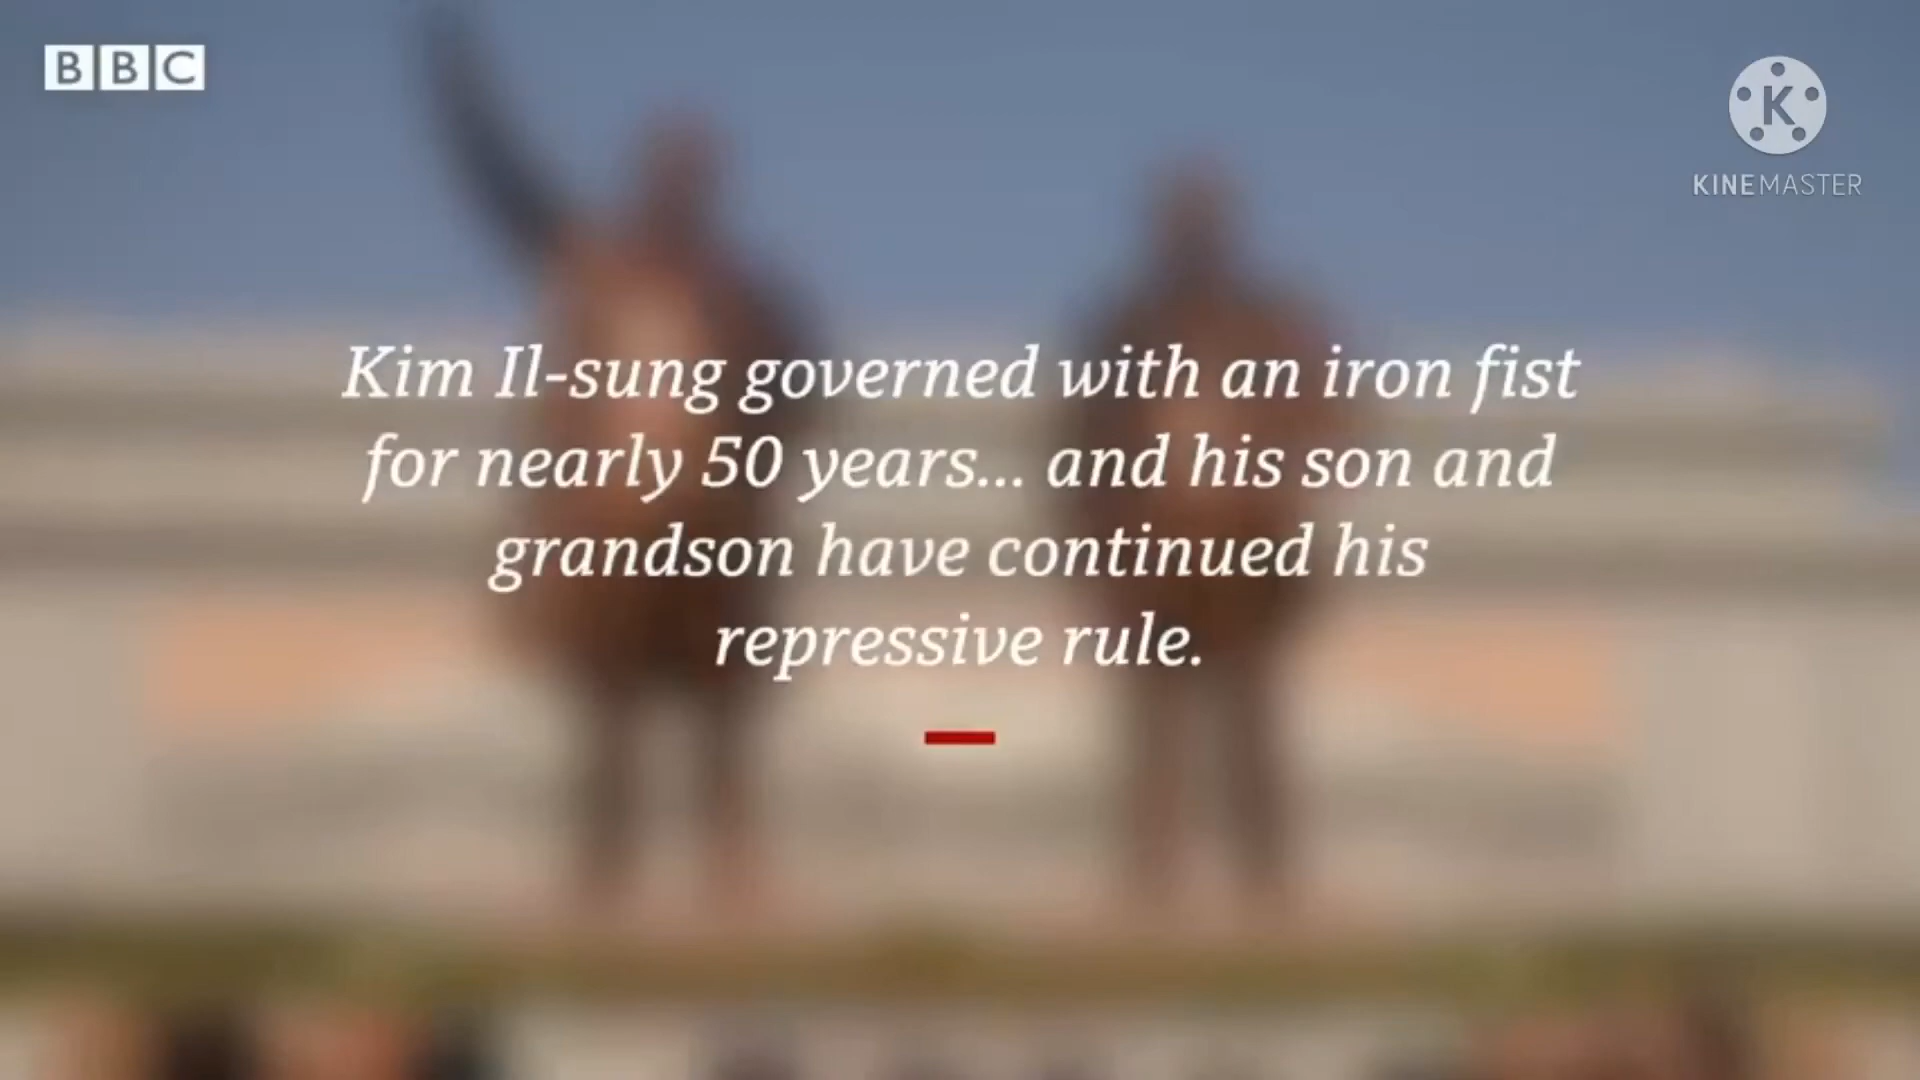 BBC
KINEMASTER
Kim Il-sung governed with an iron fist
for nearly 50 years... and his son and
grandson have continued his
repressive rule.